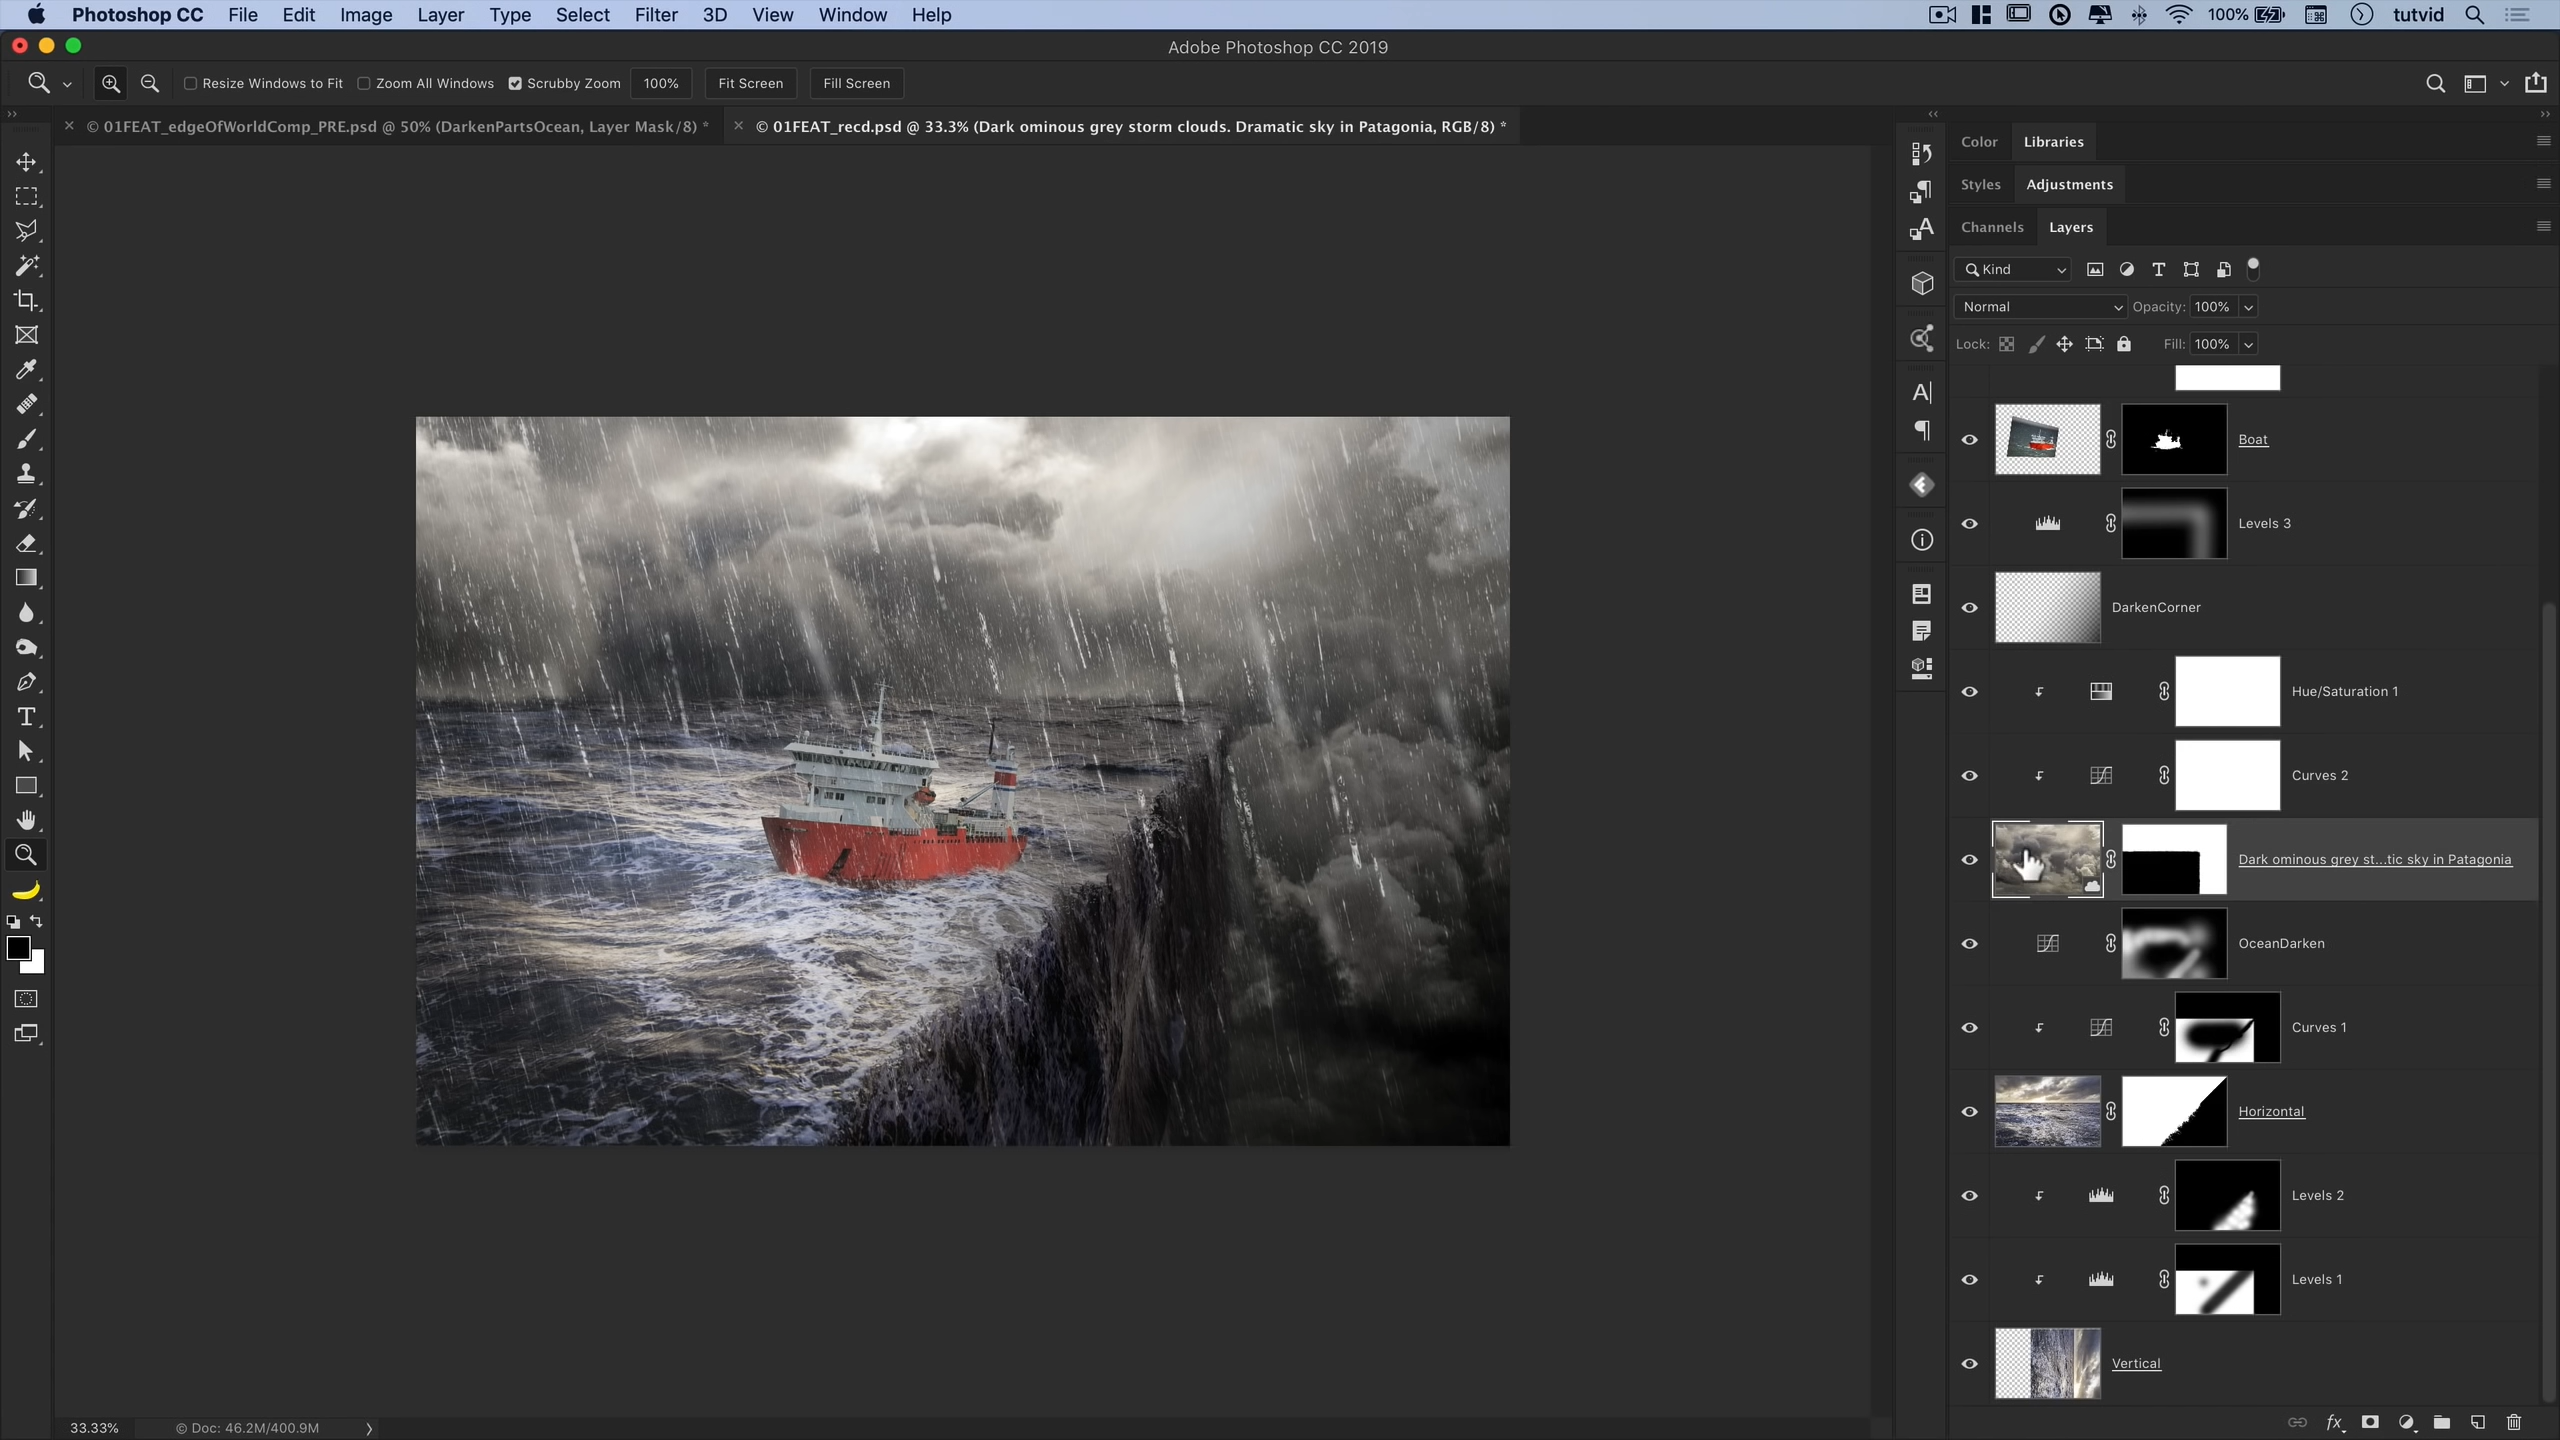 Photoshop CC File Edit Image Layer Type Select Filter 3D View Window Help 100% tutvid
Adobe Photoshop CC 2019
Resize Windows to Fit Zoom All Windows Scrubby Zoom 100% Fit Screen Fill Screen
© 01FEAT_edgeOfWorldComp_PRE.psd @ 50% (DarkenPartsOcean, Layer Mask/8) *
© 01FEAT_recd.psd @ 33.3% (Dark ominous grey storm clouds. Dramatic sky in Patagonia, RGB/8) *
Color Libraries
Styles Adjustments
Channels Layers
Kind
Normal Opacity: 100%
Lock: Fill: 100%
Boat
Levels 3
DarkenCorner
Hue/Saturation 1
Curves 2
Dark ominous grey st...tic sky in Patagonia
OceanDarken
Curves 1
Horizontal
Levels 2
Levels 1
Vertical
33.33% © Doc: 46.2M/400.9M
fx